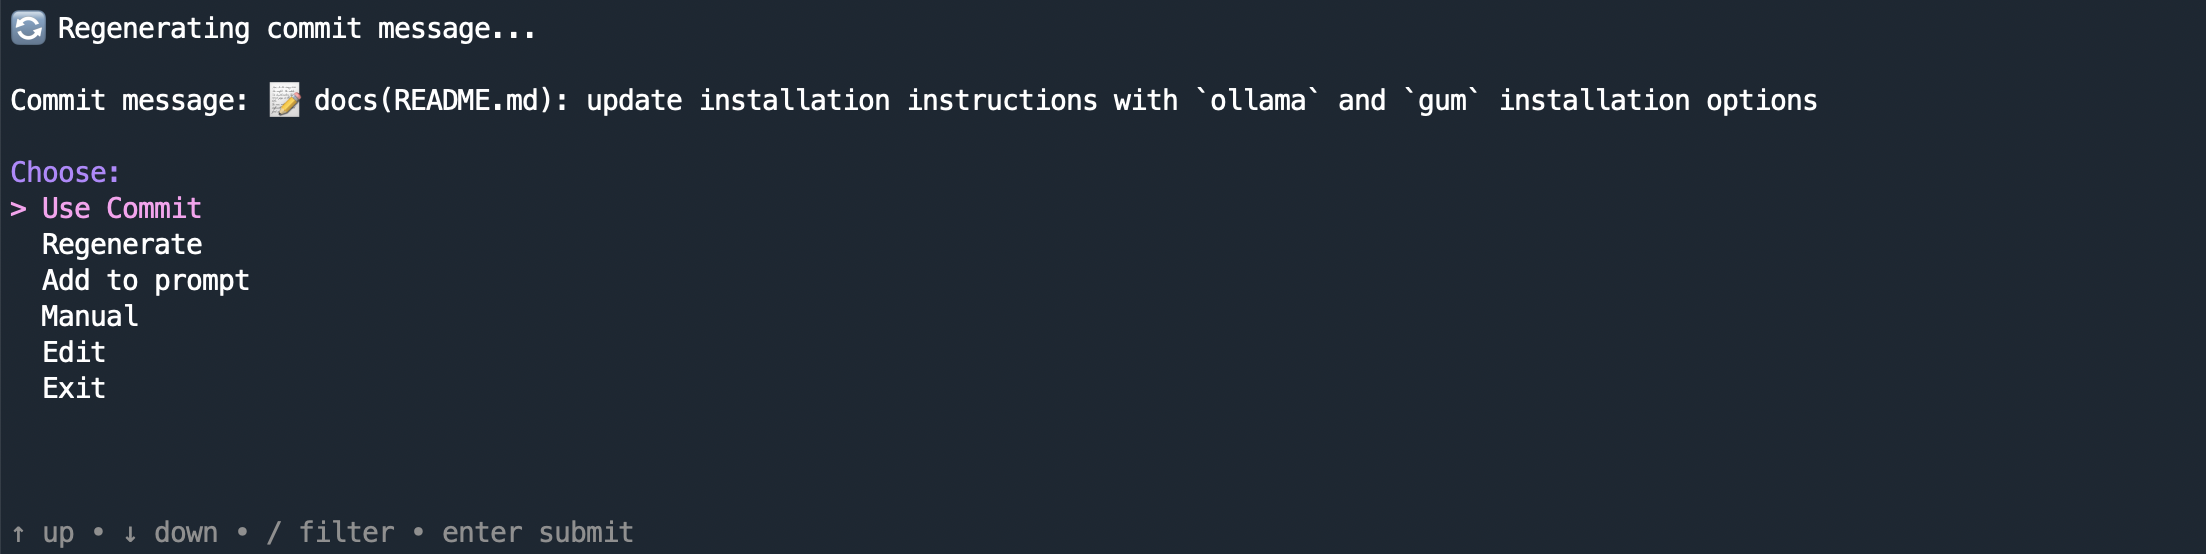 🔄 Regenerating commit message...
Commit message: 📝 docs(README.md): update installation instructions with `ollama` and `gum` installation options
Choose:
> Use Commit
Regenerate
Add to prompt
Manual
Edit
Exit
↑ up • ↓ down • / filter • enter submit